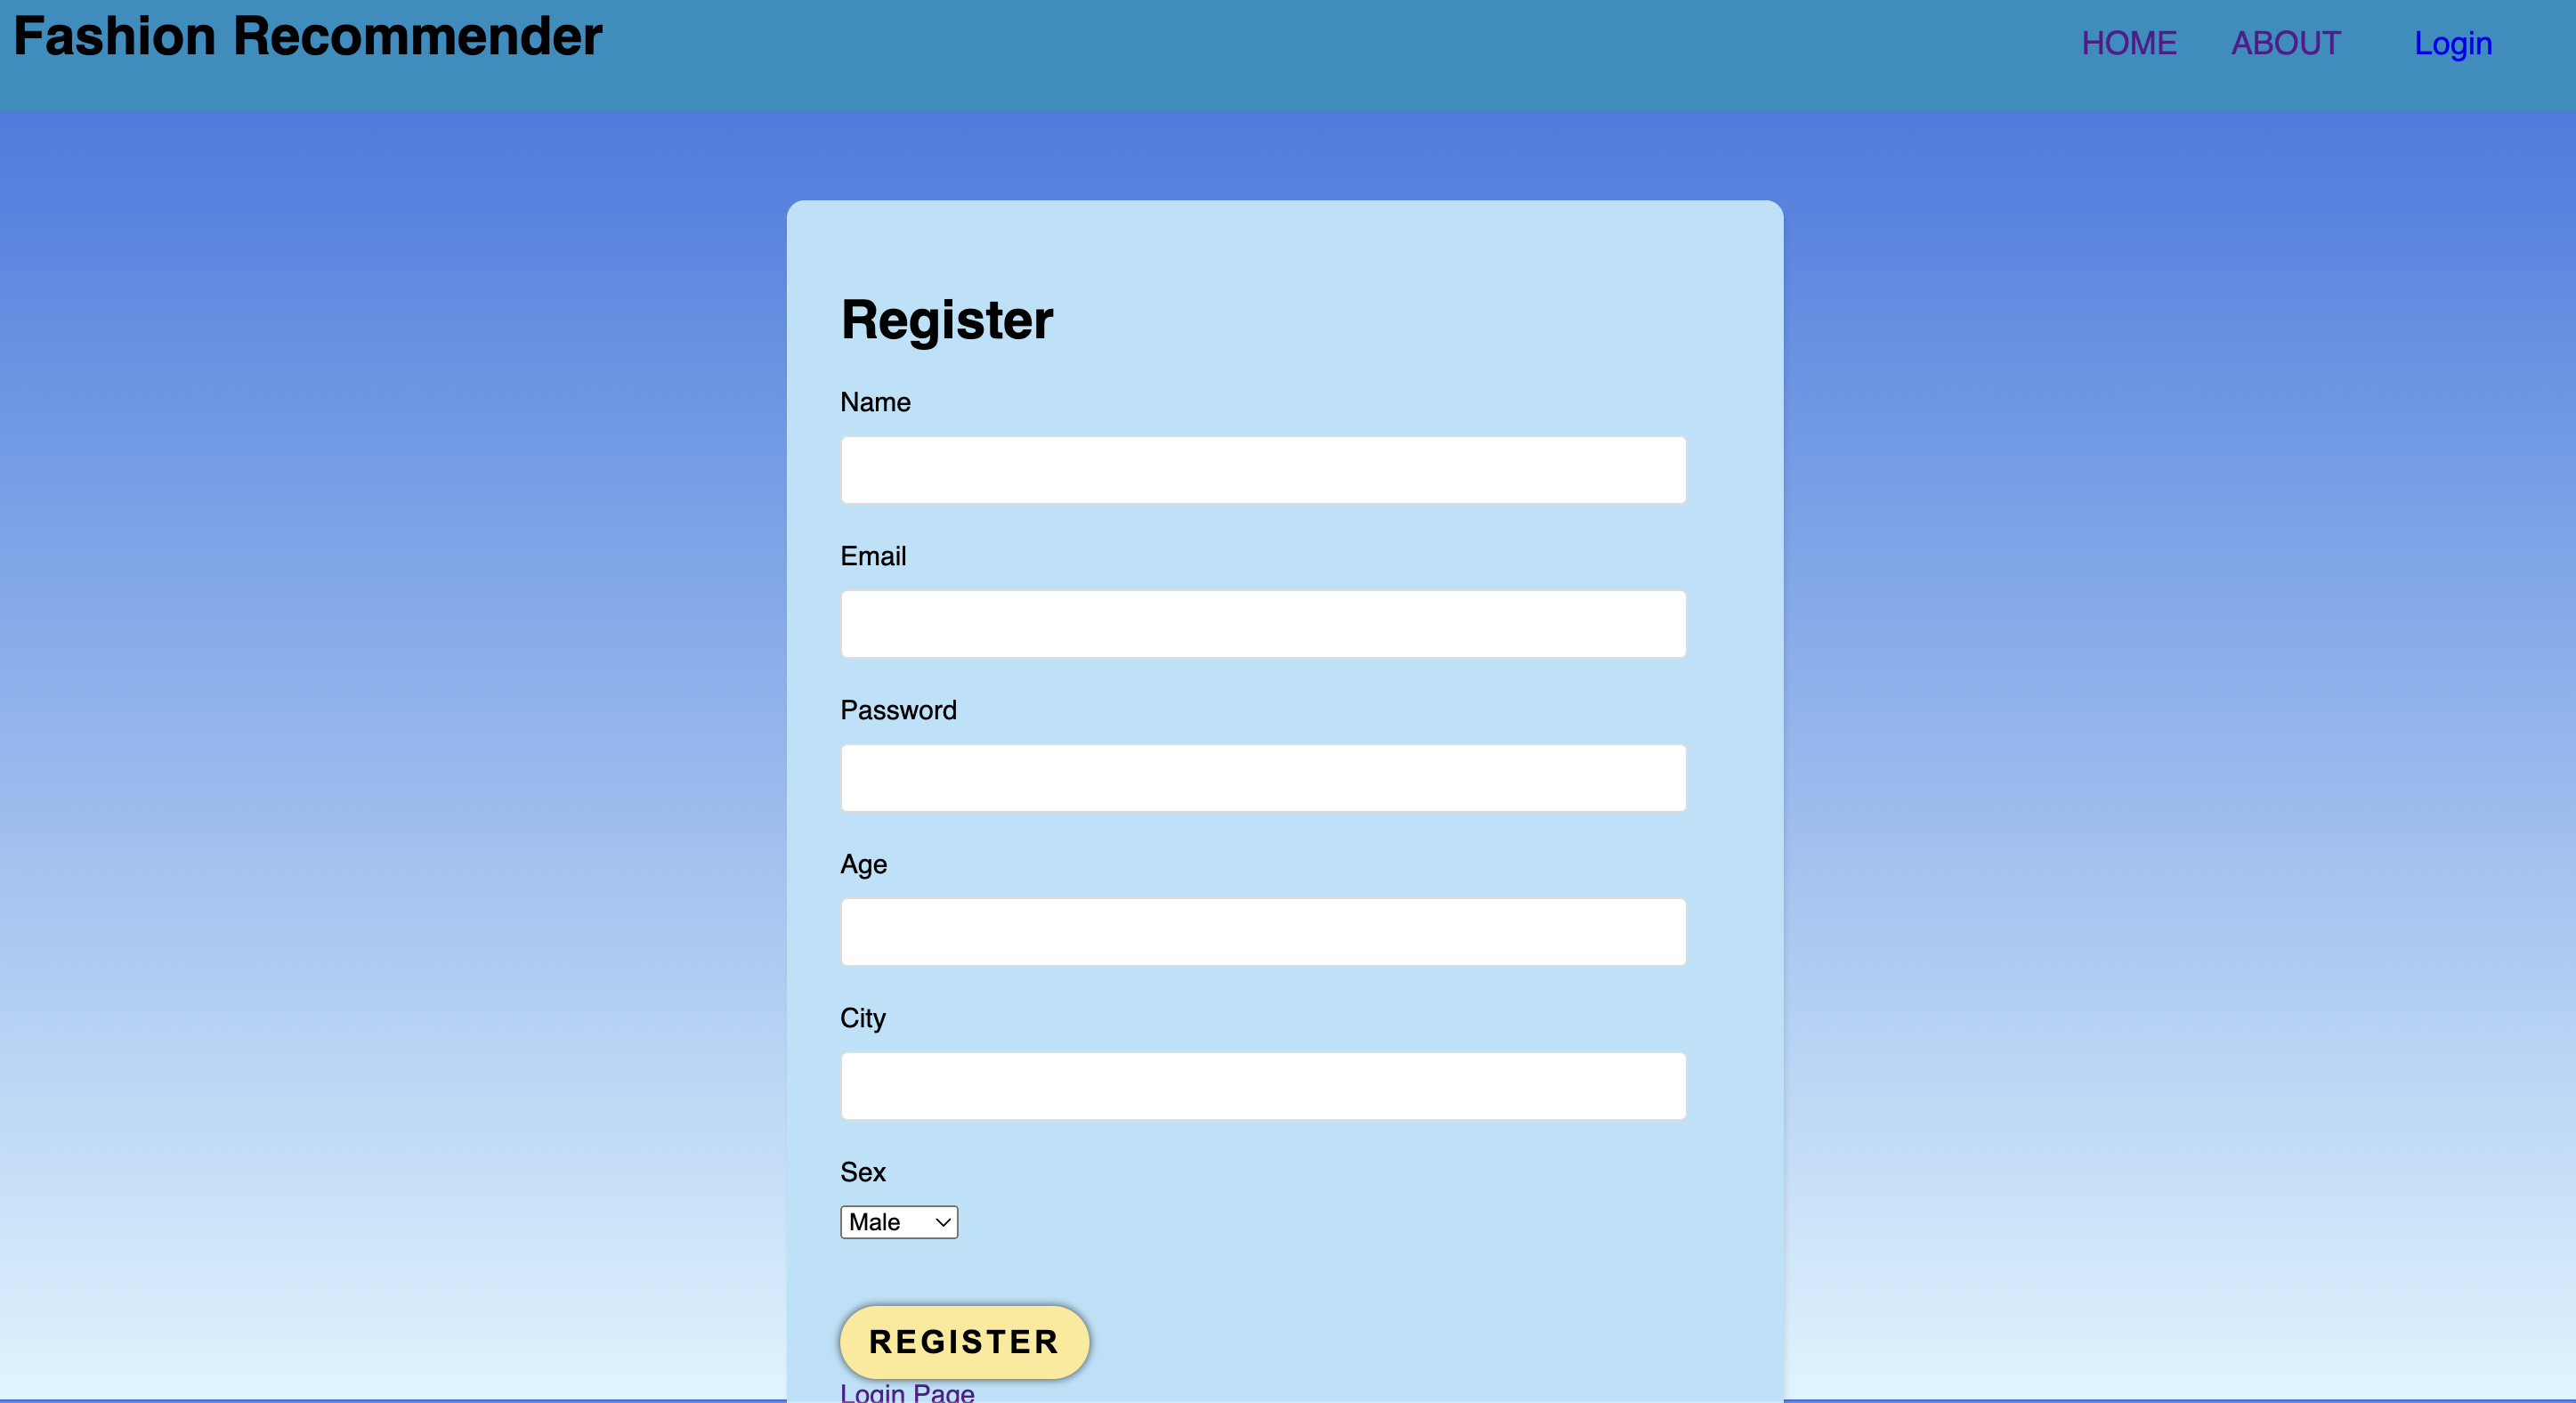 Fashion Recommender
HOME ABOUT Login
Register
Name
Email
Password
Age
City
Sex
Male
REGISTER
Login Page